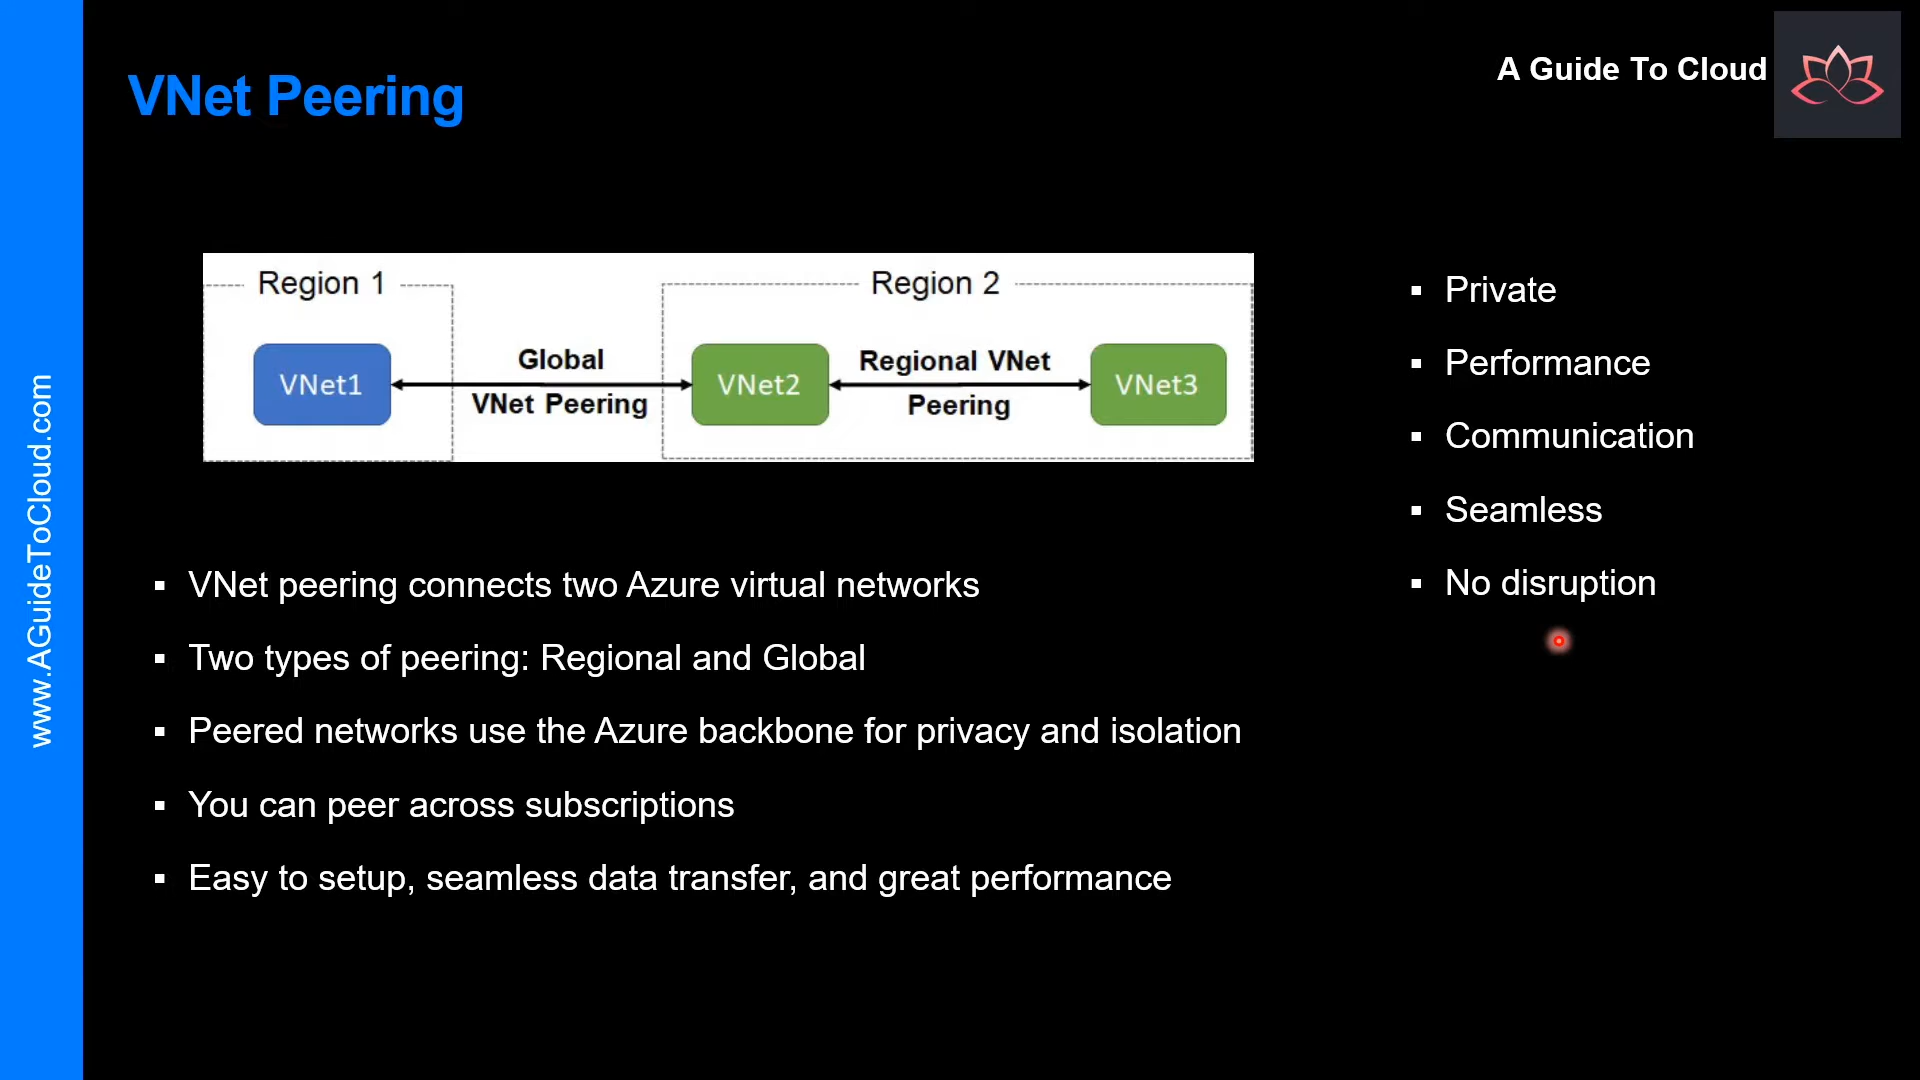 VNet Peering
A Guide To Cloud
www.AGuideToCloud.com
Region 1
Region 2
VNet1
Global
VNet Peering
VNet2
Regional VNet
Peering
VNet3
▪ VNet peering connects two Azure virtual networks
▪ Two types of peering: Regional and Global
▪ Peered networks use the Azure backbone for privacy and isolation
▪ You can peer across subscriptions
▪ Easy to setup, seamless data transfer, and great performance
▪ Private
▪ Performance
▪ Communication
▪ Seamless
▪ No disruption